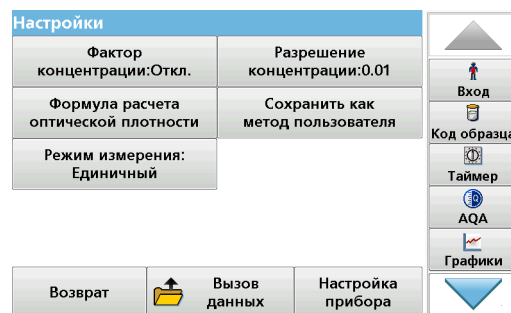 Настройки
Фактор
концентрации:Откл.
Разрешение
концентрации:0.01
Формула расчета
оптической плотности
Сохранить как
метод пользователя
Режим измерения:
Единичный
Возврат
Вызов
данных
Настройка
прибора
Вход
Код образца
Таймер
AQA
Графики